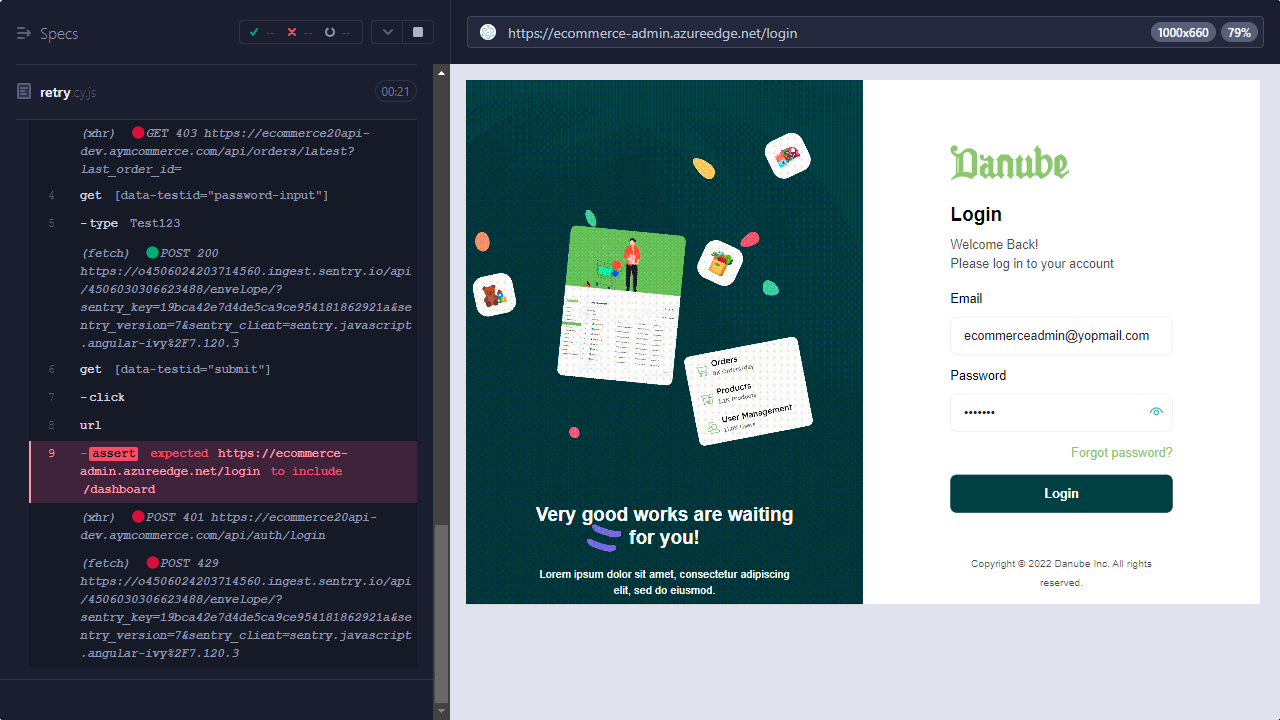 Specs
-- -- --
https://ecommerce-admin.azureedge.net/login
1000x660
79%
retry.cy.js
00:21
(xhr) GET 403 https://ecommerce20api-
dev.aymcommerce.com/api/orders/latest?
last_order_id=
4 get [data-testid="password-input"]
5 -type Test123
(fetch) POST 200
https://o4506024203714560.ingest.sentry.io/api
/4506030306623488/envelope/?
sentry_key=19bca42e7d4de5ca9ce954181862921a&se
ntry_version=7&sentry_client=sentry.javascript
.angular-ivy%2F7.120.3
6 get [data-testid="submit"]
7 -click
8 url
9 -assert expected https://ecommerce-
admin.azureedge.net/login to include
/dashboard
(xhr) POST 401 https://ecommerce20api-
dev.aymcommerce.com/api/auth/login
(fetch) POST 429
https://o4506024203714560.ingest.sentry.io/api
/4506030306623488/envelope/?
sentry_key=19bca42e7d4de5ca9ce954181862921a&se
ntry_version=7&sentry_client=sentry.javascript
.angular-ivy%2F7.120.3
Orders
Products
User Management
Very good works are waiting
for you!
Lorem ipsum dolor sit amet, consectetur adipiscing
elit, sed do eiusmod.
Danube
Login
Welcome Back!
Please log in to your account
Email
ecommerceadmin@yopmail.com
Password
•••••••
Forgot password?
Login
Copyright © 2022 Danube Inc. All rights
reserved.